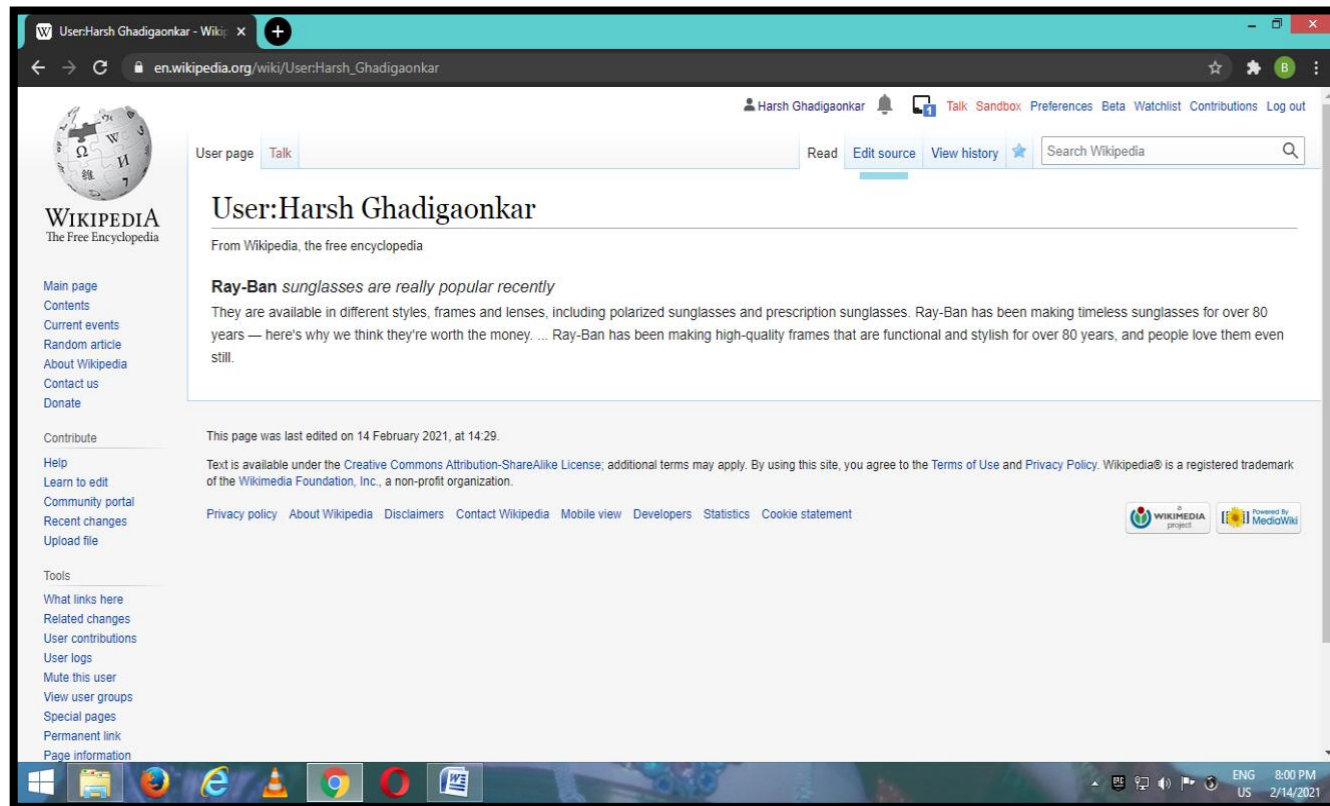 User:Harsh Ghadigaonkar - Wikip
en.wikipedia.org/wiki/User:Harsh_Ghadigaonkar
B
Harsh Ghadigaonkar 1 Talk Sandbox Preferences Beta Watchlist Contributions Log out
User page Talk Read Edit source View history Search Wikipedia
WIKIPEDIA
The Free Encyclopedia
User:Harsh Ghadigaonkar
From Wikipedia, the free encyclopedia
Ray-Ban sunglasses are really popular recently
They are available in different styles, frames and lenses, including polarized sunglasses and prescription sunglasses. Ray-Ban has been making timeless sunglasses for over 80
years — here's why we think they're worth the money. ... Ray-Ban has been making high-quality frames that are functional and stylish for over 80 years, and people love them even
still.
Main page
Contents
Current events
Random article
About Wikipedia
Contact us
Donate
Contribute
Help
Learn to edit
Community portal
Recent changes
Upload file
Tools
What links here
Related changes
User contributions
User logs
Mute this user
View user groups
Special pages
Permanent link
Page information
This page was last edited on 14 February 2021, at 14:29.
Text is available under the Creative Commons Attribution-ShareAlike License; additional terms may apply. By using this site, you agree to the Terms of Use and Privacy Policy. Wikipedia® is a registered trademark
of the Wikimedia Foundation, Inc., a non-profit organization.
Privacy policy About Wikipedia Disclaimers Contact Wikipedia Mobile view Developers Statistics Cookie statement
a
WIKIMEDIA
project
Powered By
MediaWiki
ENG 8:00 PM
US 2/14/2021